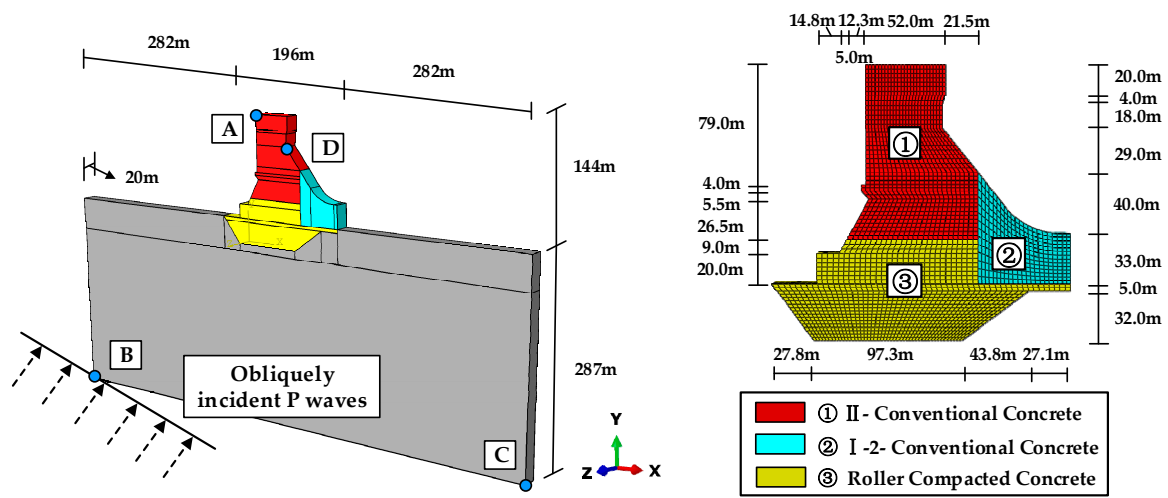 282m
196m
282m
A
D
20m
144m
B
Obliquely
incident P waves
287m
C
Y
Z
X
14.8m
12.3m
52.0m
21.5m
5.0m
79.0m
4.0m
5.5m
26.5m
9.0m
20.0m
①
②
③
20.0m
4.0m
18.0m
29.0m
40.0m
33.0m
5.0m
32.0m
27.8m
97.3m
43.8m
27.1m
① II- Conventional Concrete
② I -2- Conventional Concrete
③ Roller Compacted Concrete